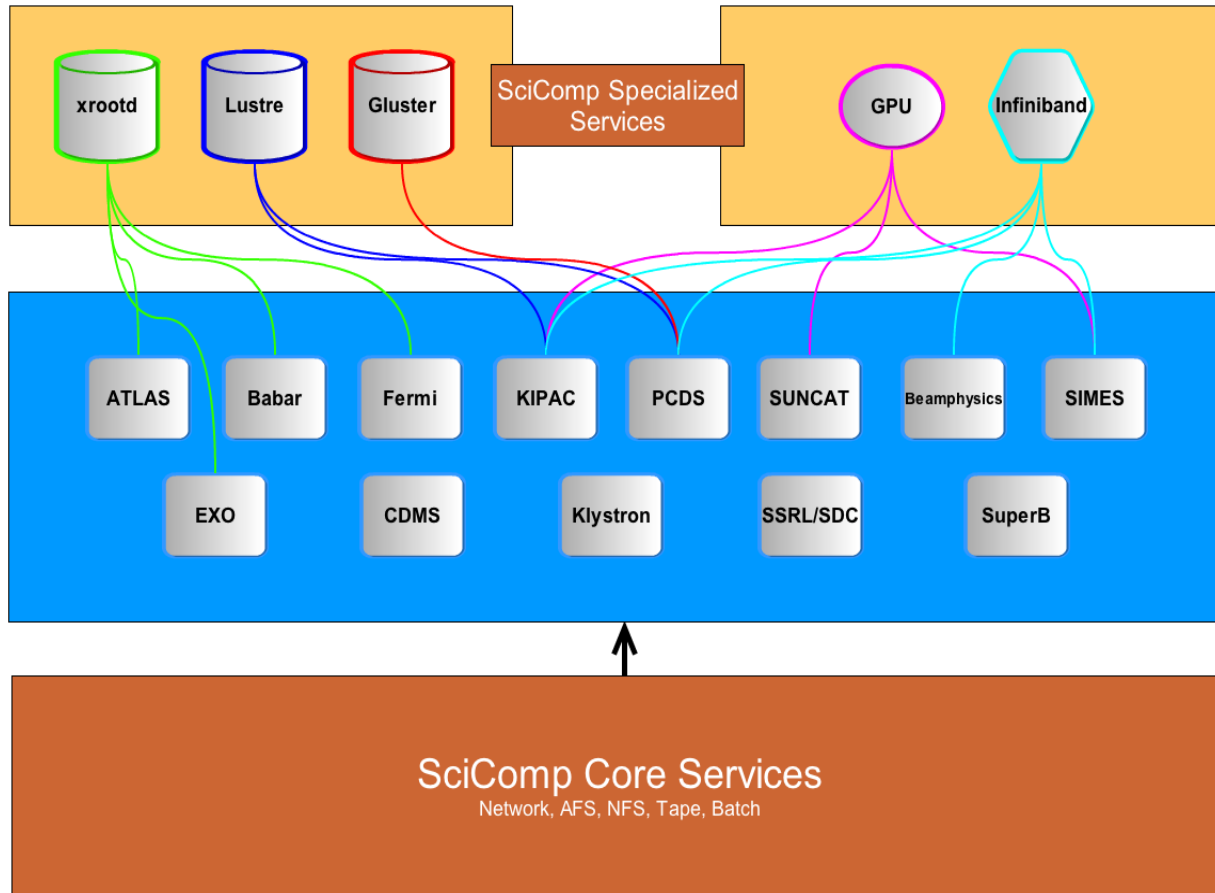 xrootd
Lustre
Gluster
SciComp Specialized
Services
GPU
Infiniband
ATLAS
Babar
Fermi
KIPAC
PCDS
SUNCAT
Beamphysics
SIMES
EXO
CDMS
Klystron
SSRL/SDC
SuperB
SciComp Core Services
Network, AFS, NFS, Tape, Batch